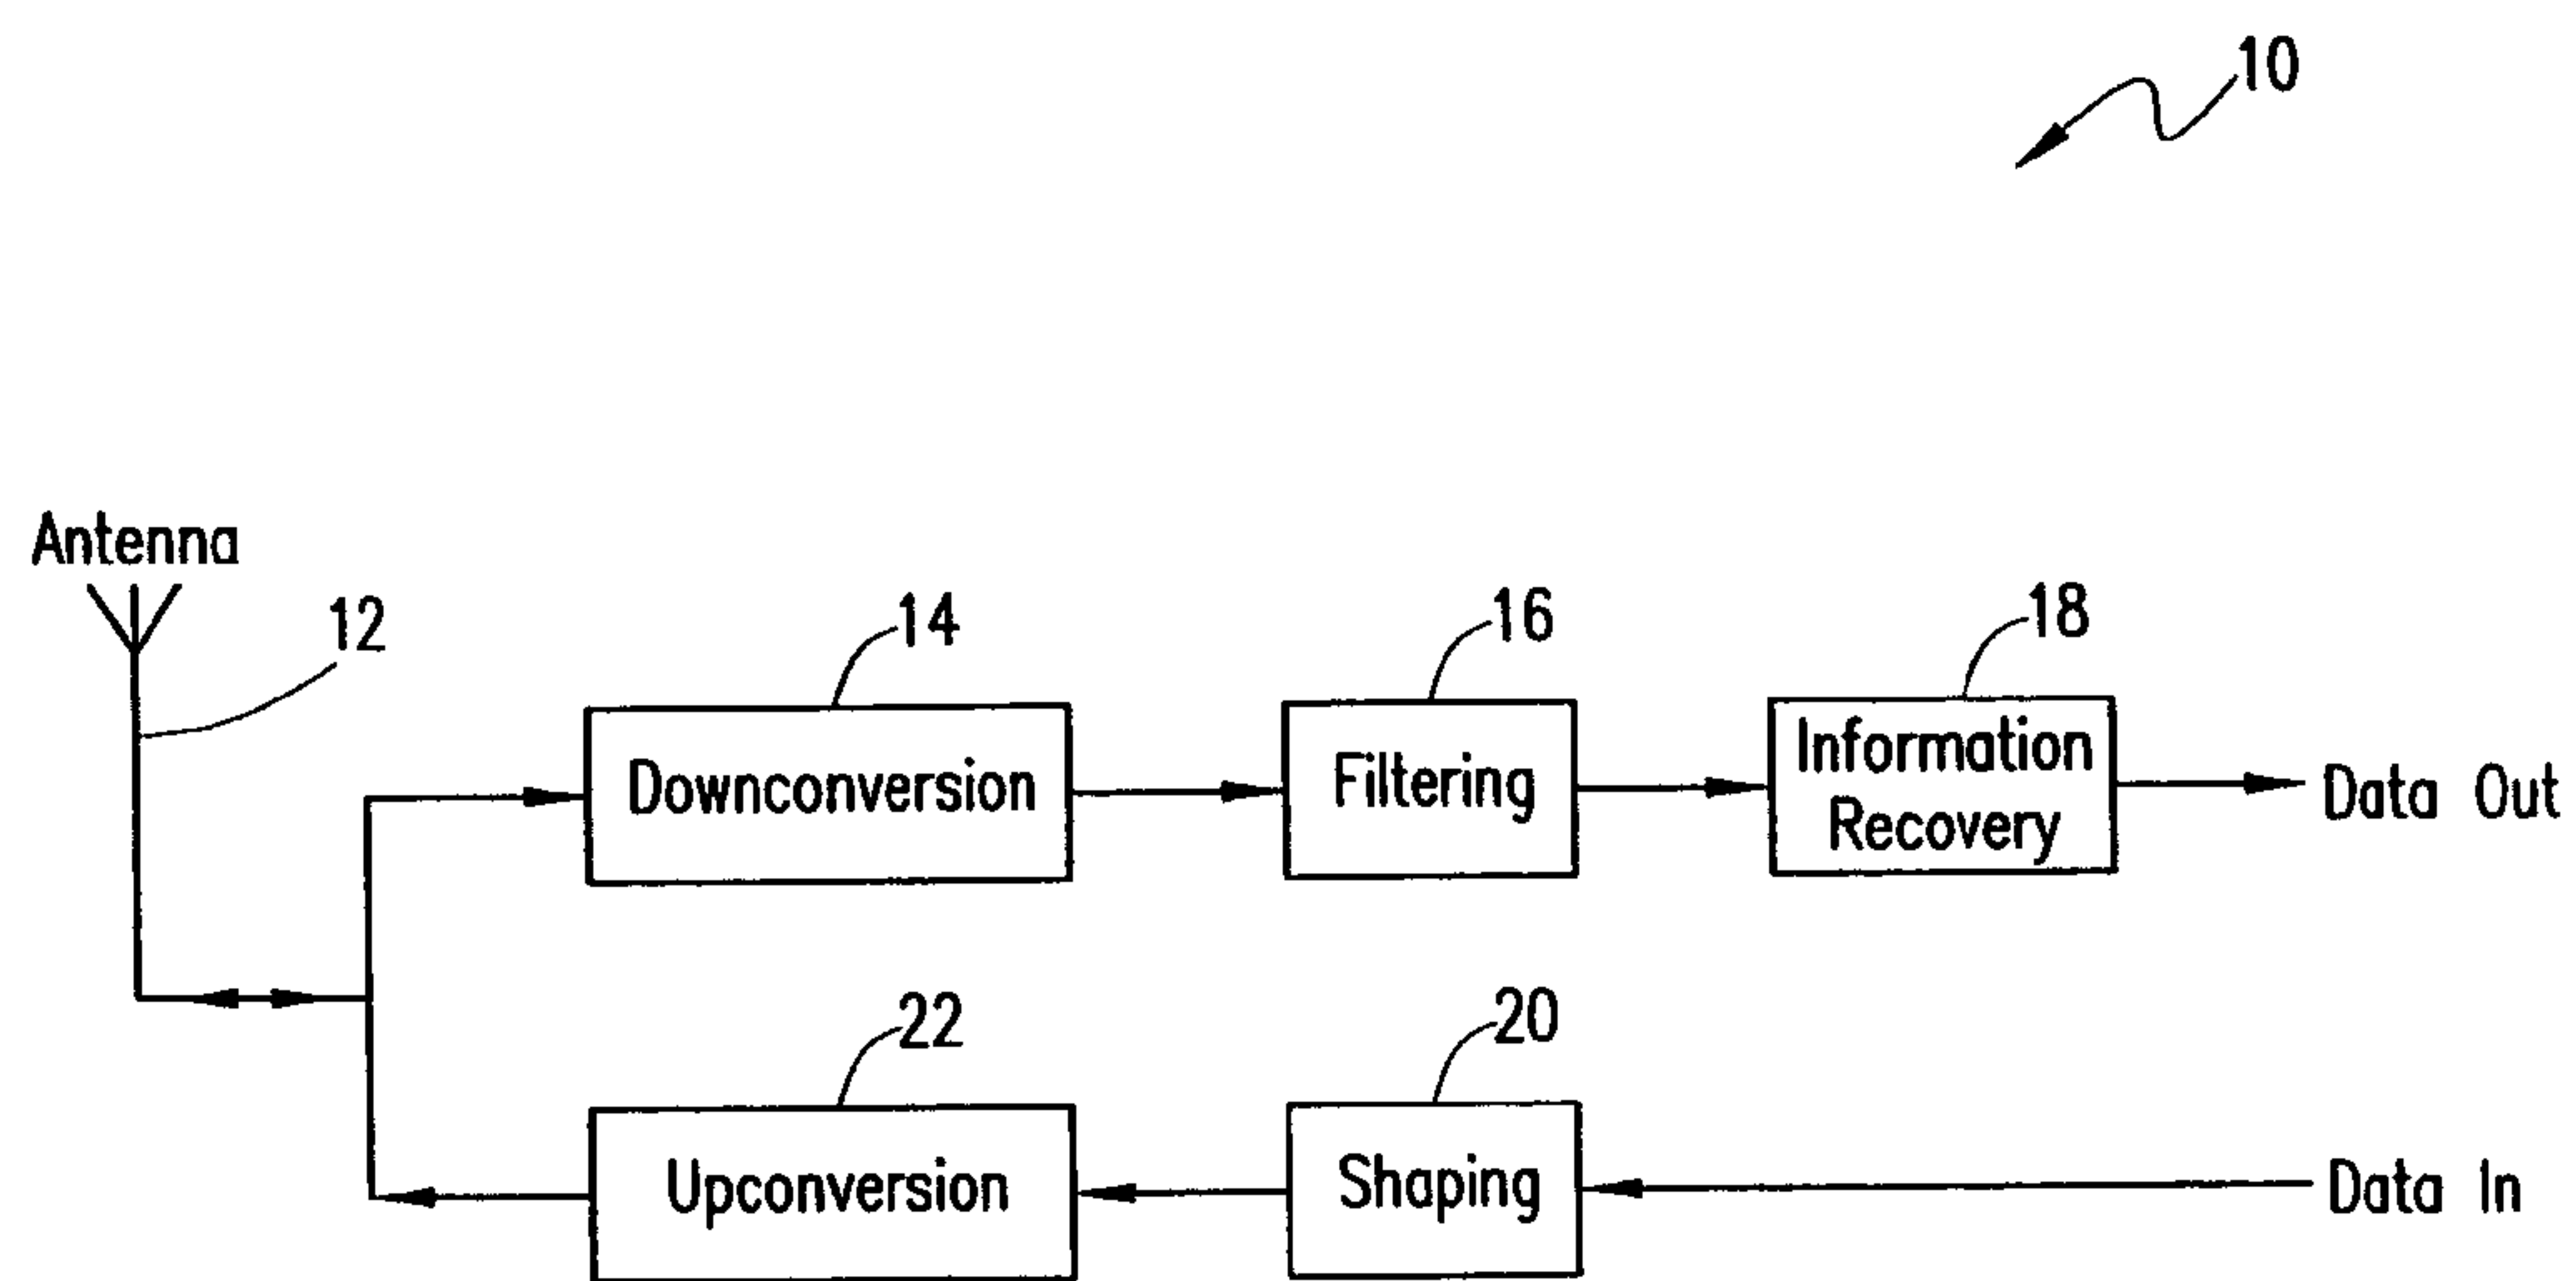 10
Antenna
12
14
16
18
Downconversion
Filtering
Information
Recovery
Data Out
22
20
Upconversion
Shaping
Data In